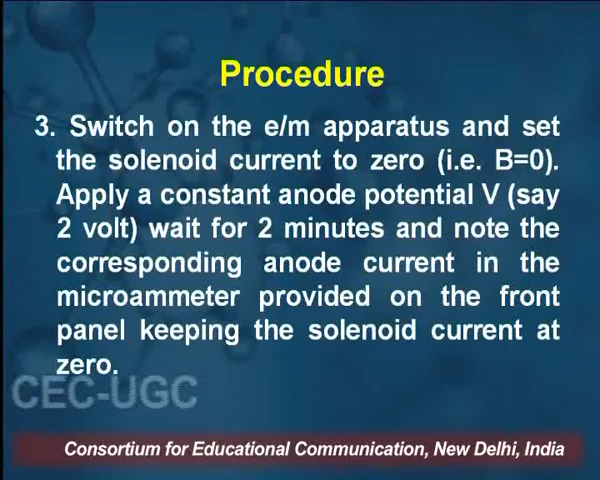 Procedure
3. Switch on the e/m apparatus and set
the solenoid current to zero (i.e. B=0).
Apply a constant anode potential V (say
2 volt) wait for 2 minutes and note the
corresponding anode current in the
microammeter provided on the front
panel keeping the solenoid current at
zero.
CEC-UGC
Consortium for Educational Communication, New Delhi, India